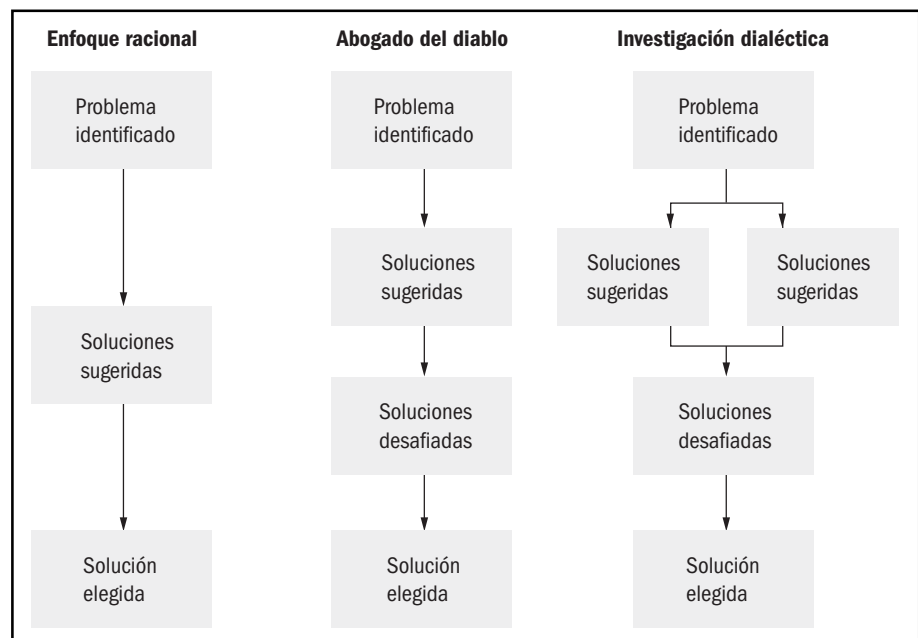 Enfoque racional
Problema
identificado
Soluciones
sugeridas
Solución
elegida
Abogado del diablo
Problema
identificado
Soluciones
sugeridas
Soluciones
desafiadas
Solución
elegida
Investigación dialéctica
Problema
identificado
Soluciones
sugeridas
Soluciones
sugeridas
Soluciones
desafiadas
Solución
elegida